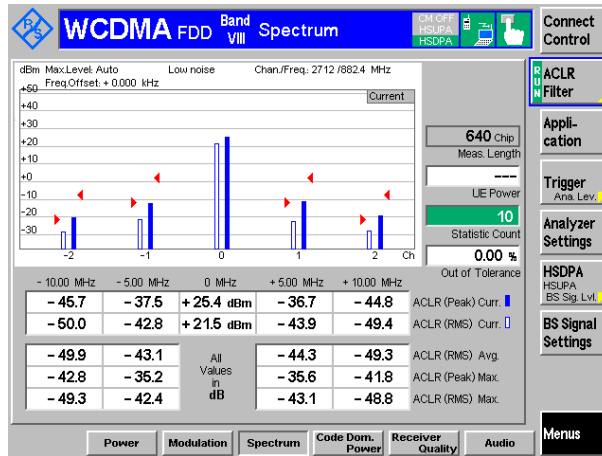 R/S WCDMA FDD Band VIII Spectrum CM OFF HSUPA HSDPA
Connect Control
dBm Max.Level: Auto Low noise Chan./Freq.: 2712 /882.4 MHz
Freq.Offset: + 0.000 kHz
Current
+50
+40
+30
+20
+10
+0
-10
-20
-30
-2 -1 0 1 2 Ch
640 Chip
Meas. Length
---
UE Power
10
Statistic Count
0.00 %
Out of Tolerance
RUN ACLR Filter
Appli-cation
Trigger
Ana. Lev.
Analyzer Settings
HSDPA
HSUPA
BS Sig. Lvl.
BS Signal Settings
Menus
- 10.00 MHz - 5.00 MHz 0 MHz + 5.00 MHz + 10.00 MHz
- 45.7 - 37.5 + 25.4 dBm - 36.7 - 44.8 ACLR (Peak) Curr.
- 50.0 - 42.8 + 21.5 dBm - 43.9 - 49.4 ACLR (RMS) Curr.
- 49.9 - 43.1 All Values in dB - 44.3 - 49.3 ACLR (RMS) Avg.
- 42.8 - 35.2 - 35.6 - 41.8 ACLR (Peak) Max.
- 49.3 - 42.4 - 43.1 - 48.8 ACLR (RMS) Max.
Power Modulation Spectrum Code Dom. Power Receiver Quality Audio